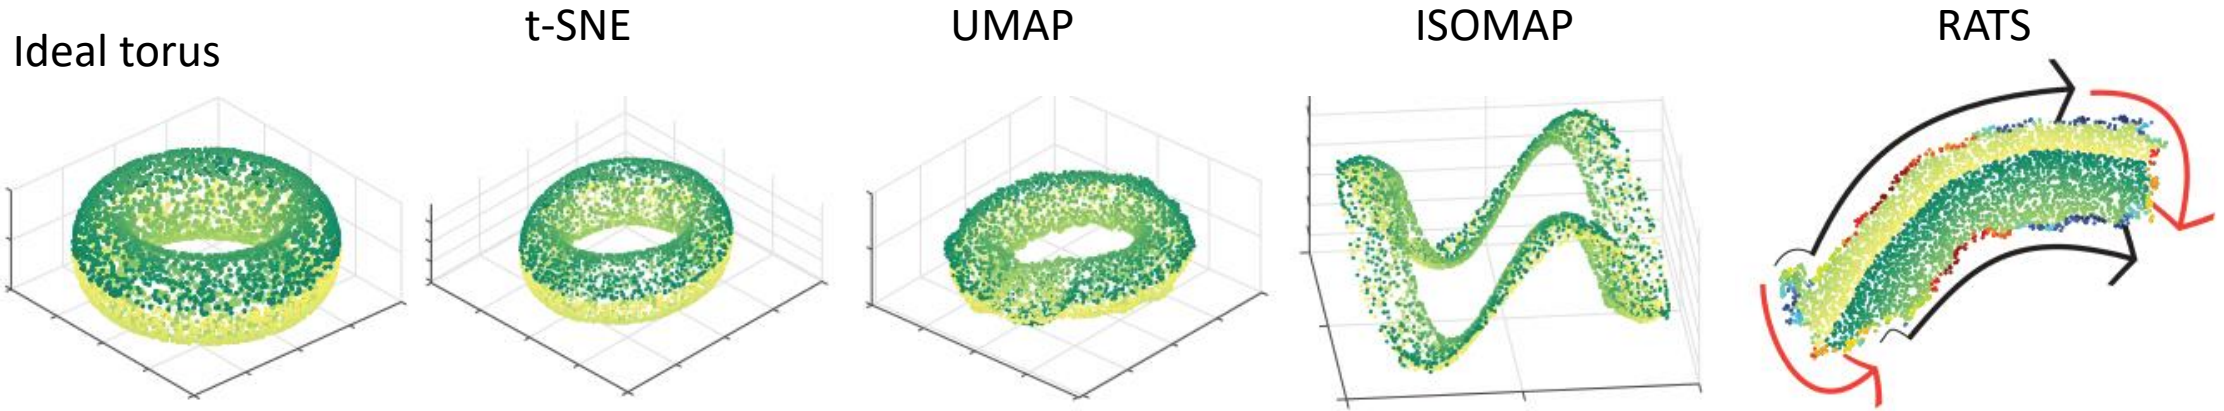 Ideal torus
t-SNE
UMAP
ISOMAP
RATS